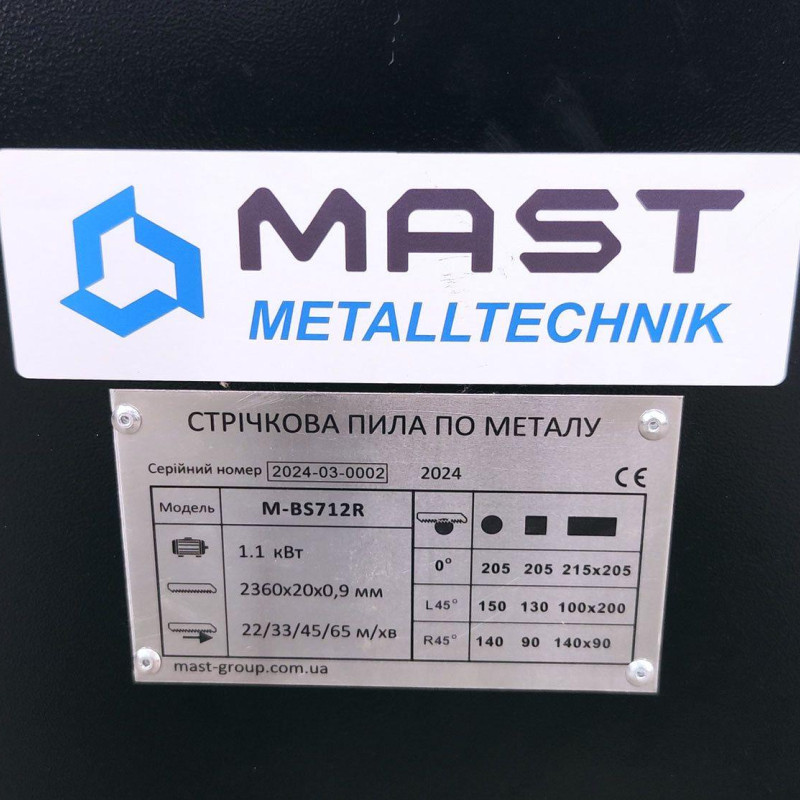 MAST
METALLTECHNIK
СТРІЧКОВА ПИЛА ПО МЕТАЛУ
Серійний номер 2024-03-0002 2024 CE
Модель M-BS712R
1.1 кВт
2360x20x0,9 мм
22/33/45/65 м/хв
0° 205 205 215x205
L45° 150 130 100x200
R45° 140 90 140x90
mast-group.com.ua